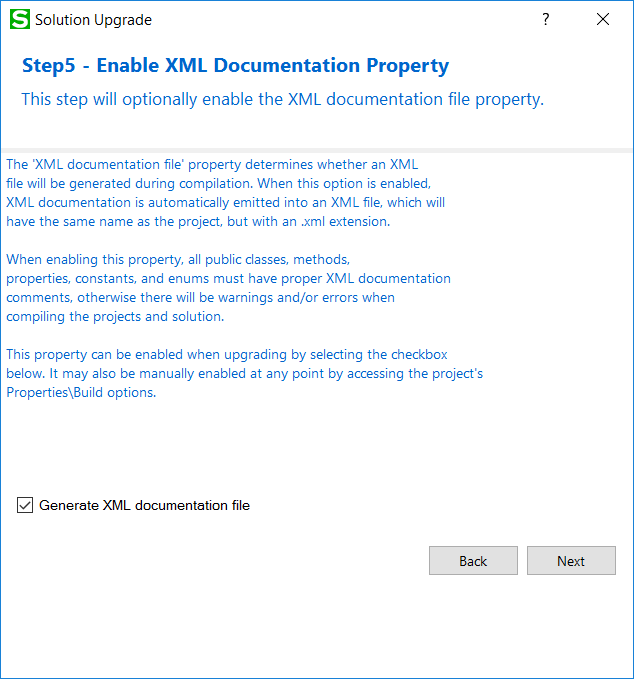 S Solution Upgrade ?
Step5 - Enable XML Documentation Property
This step will optionally enable the XML documentation file property.
The 'XML documentation file' property determines whether an XML
file will be generated during compilation. When this option is enabled,
XML documentation is automatically emitted into an XML file, which will
have the same name as the project, but with an .xml extension.
When enabling this property, all public classes, methods,
properties, constants, and enums must have proper XML documentation
comments, otherwise there will be warnings and/or errors when
compiling the projects and solution.
This property can be enabled when upgrading by selecting the checkbox
below. It may also be manually enabled at any point by accessing the project's
Properties\Build options.
Generate XML documentation file
Back Next